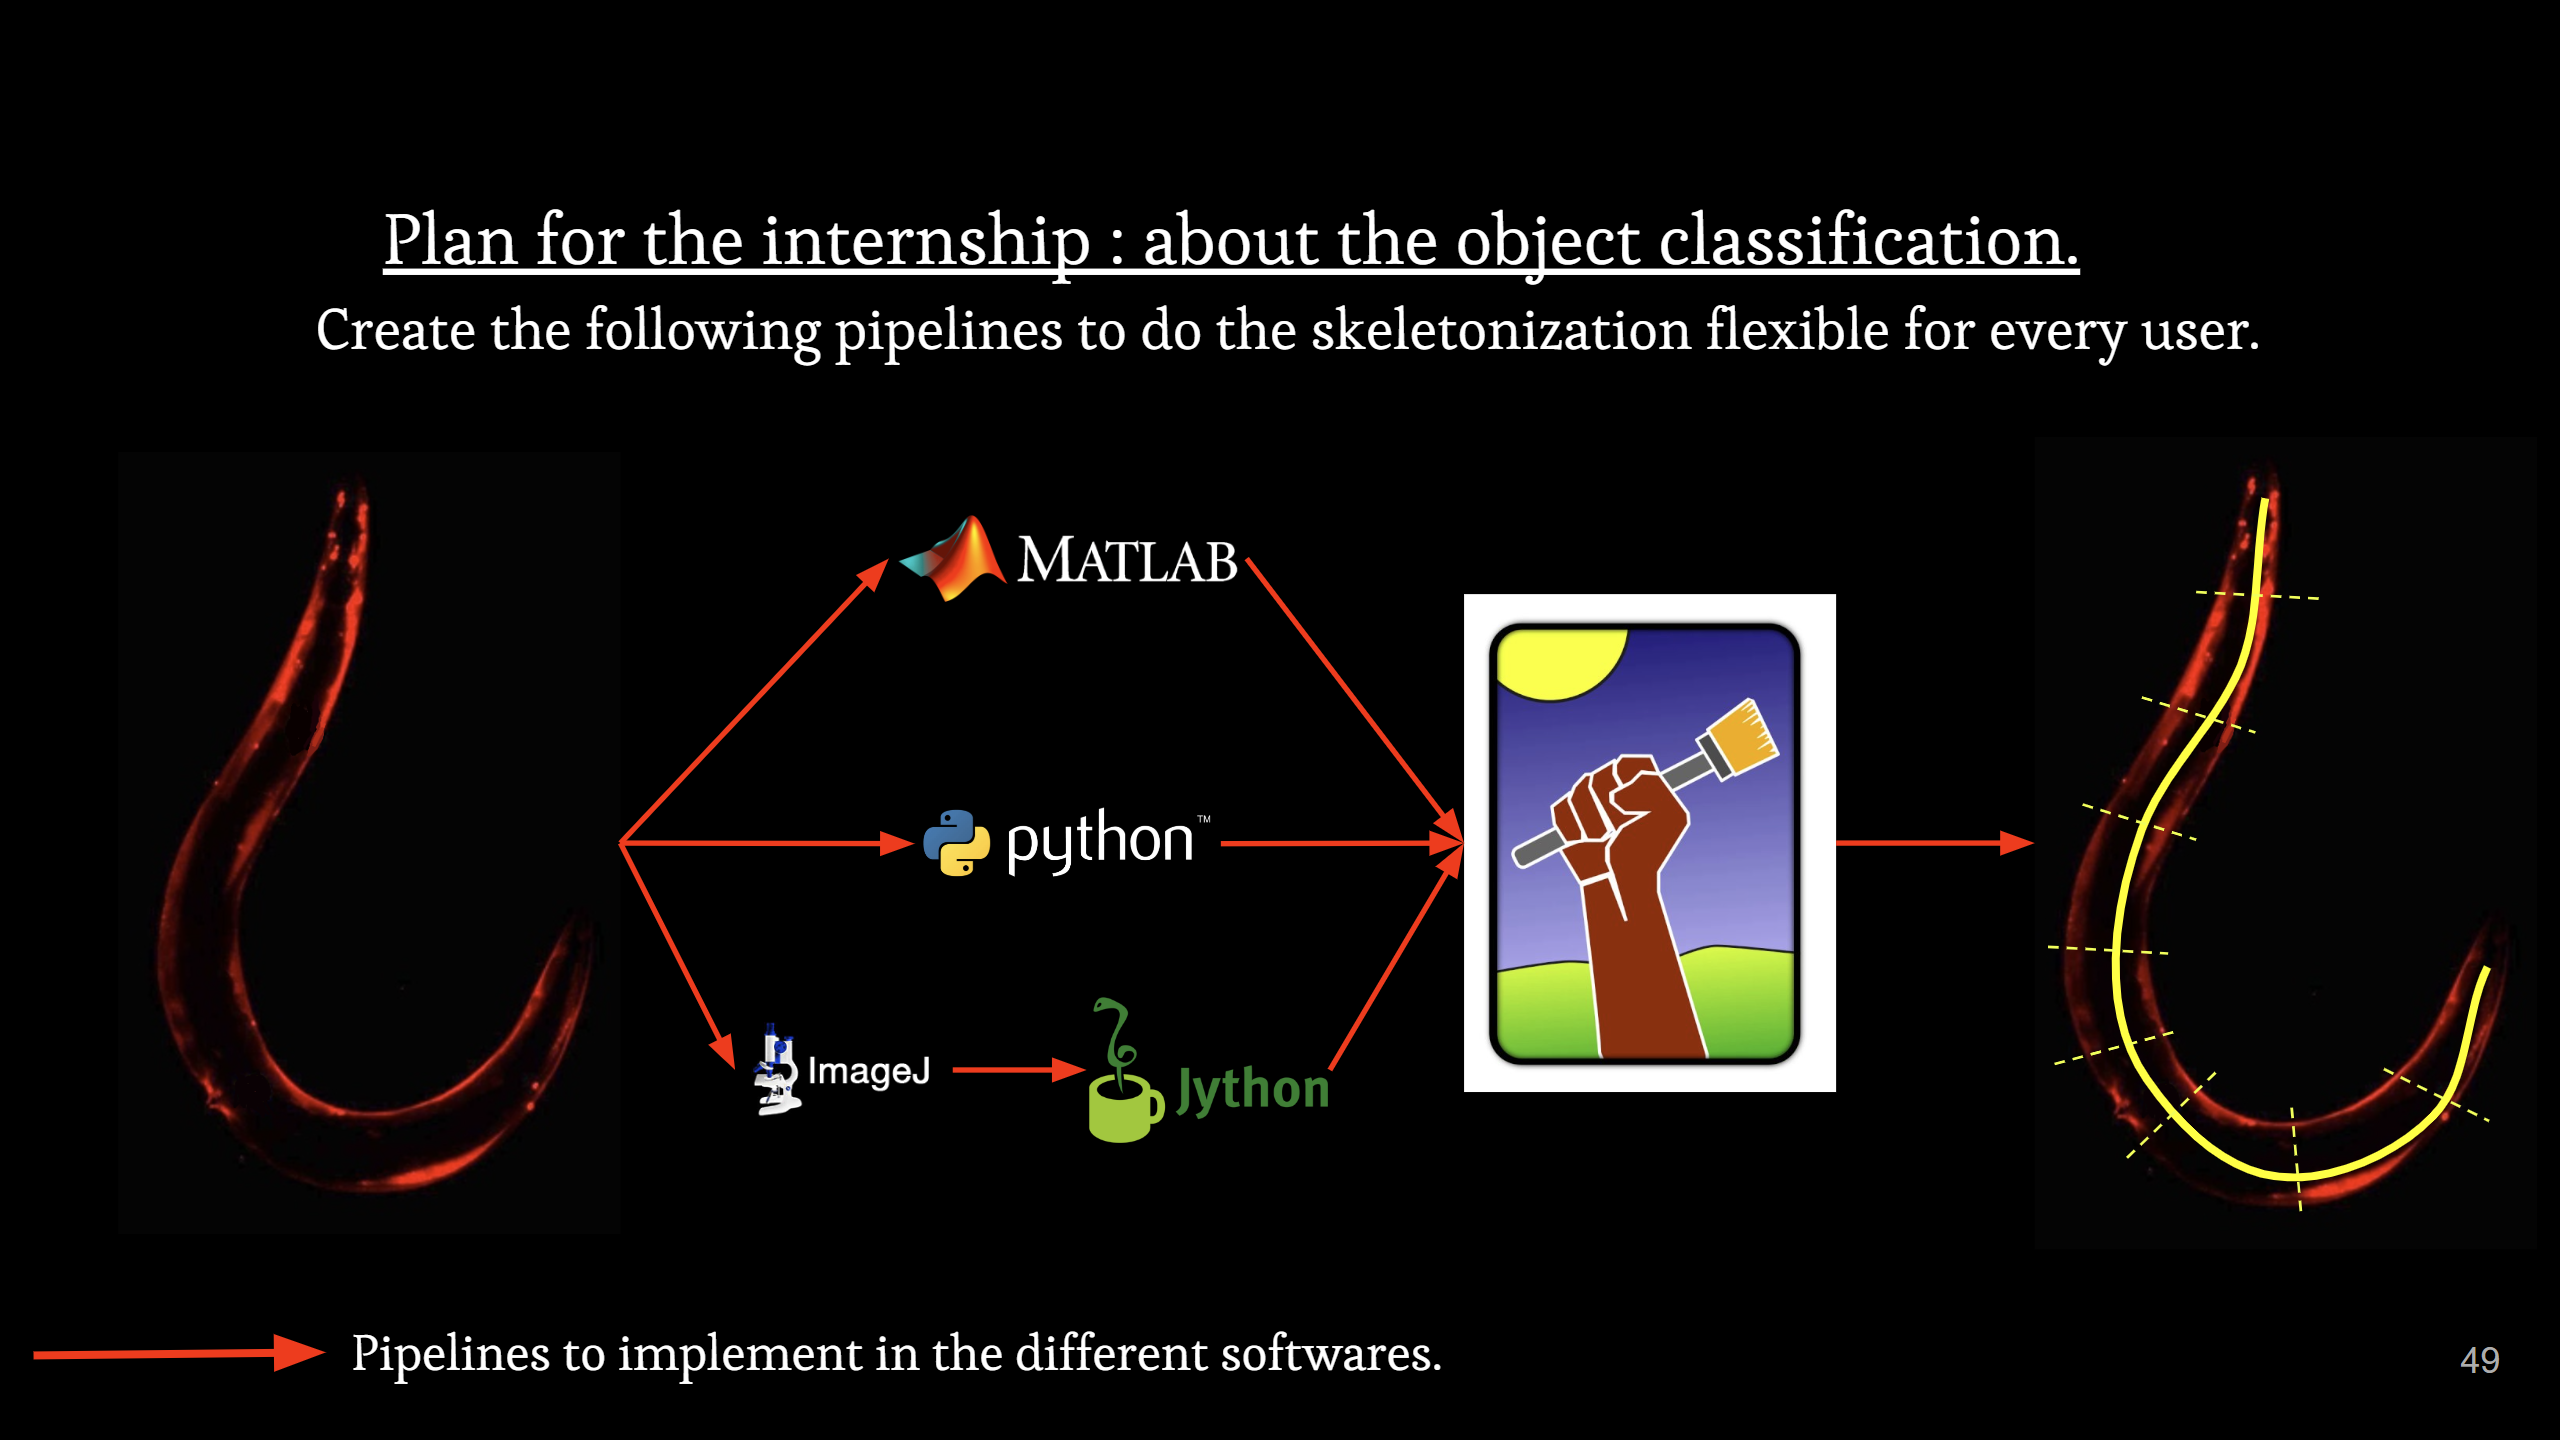 Plan for the internship : about the object classification.
Create the following pipelines to do the skeletonization flexible for every user.
MATLAB
python™
ImageJ
Jython
Pipelines to implement in the different softwares.
49